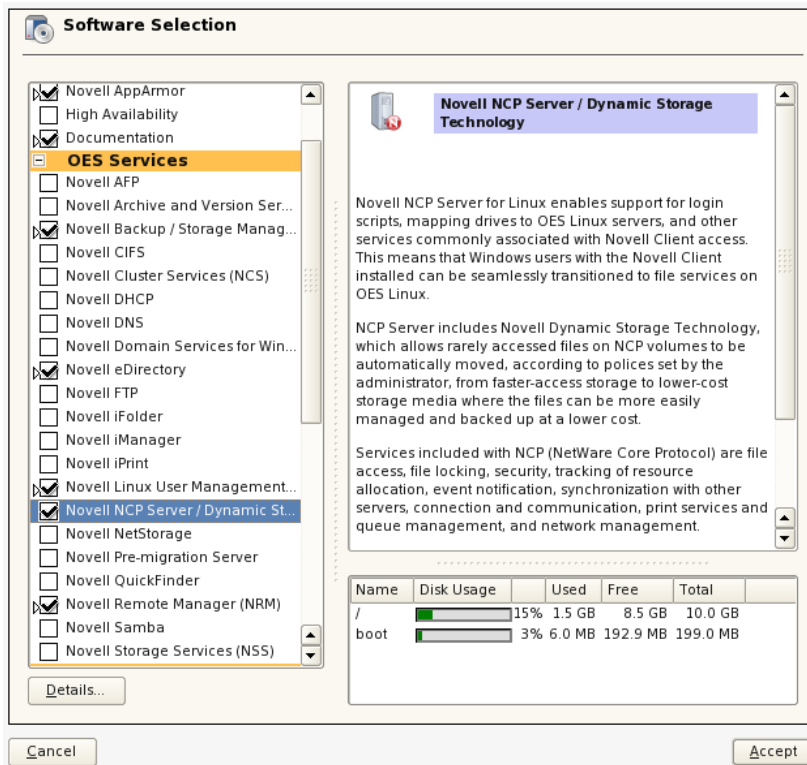 Software Selection
Novell AppArmor
High Availability
Documentation
OES Services
Novell AFP
Novell Archive and Version Ser...
Novell Backup / Storage Manag...
Novell CIFS
Novell Cluster Services (NCS)
Novell DHCP
Novell DNS
Novell Domain Services for Win...
Novell eDirectory
Novell FTP
Novell iFolder
Novell iManager
Novell iPrint
Novell Linux User Management...
Novell NCP Server / Dynamic St...
Novell NetStorage
Novell Pre-migration Server
Novell QuickFinder
Novell Remote Manager (NRM)
Novell Samba
Novell Storage Services (NSS)
Details...
Novell NCP Server / Dynamic Storage
Technology
Novell NCP Server for Linux enables support for login
scripts, mapping drives to OES Linux servers, and other
services commonly associated with Novell Client access.
This means that Windows users with the Novell Client
installed can be seamlessly transitioned to file services on
OES Linux.
NCP Server includes Novell Dynamic Storage Technology,
which allows rarely accessed files on NCP volumes to be
automatically moved, according to polices set by the
administrator, from faster-access storage to lower-cost
storage media where the files can be more easily
managed and backed up at a lower cost.
Services included with NCP (NetWare Core Protocol) are file
access, file locking, security, tracking of resource
allocation, event notification, synchronization with other
servers, connection and communication, print services and
queue management, and network management.
Name Disk Usage Used Free Total
/ 15% 1.5 GB 8.5 GB 10.0 GB
boot 3% 6.0 MB 192.9 MB 199.0 MB
Cancel
Accept